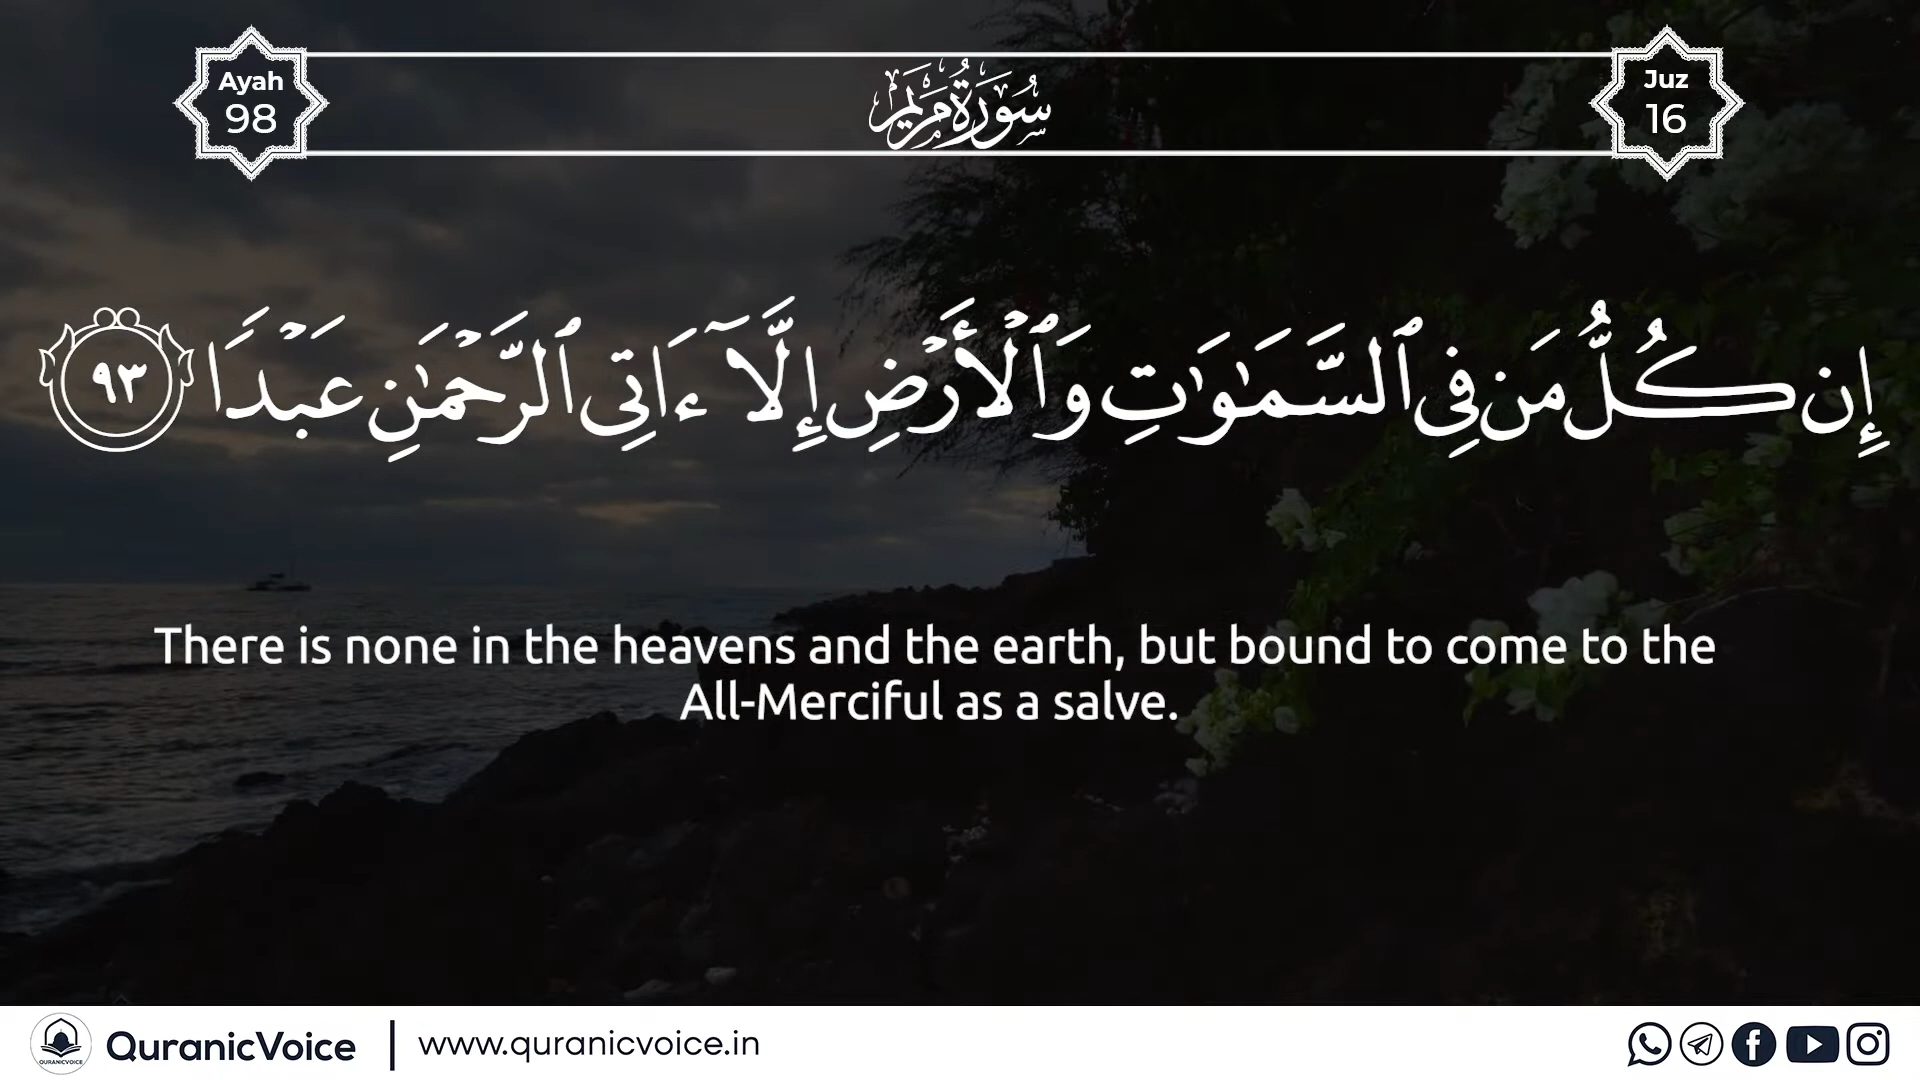 Ayah
98
سُورَةُ مَرْيَم
Juz
16
إِن كُلُّ مَن فِى ٱلسَّمَـٰوَٰتِ وَٱلْأَرْضِ إِلَّآ ءَاتِى ٱلرَّحْمَـٰنِ عَبْدًا ٩٣
There is none in the heavens and the earth, but bound to come to the
All-Merciful as a salve.
QURANICVOICE
QuranicVoice | www.quranicvoice.in